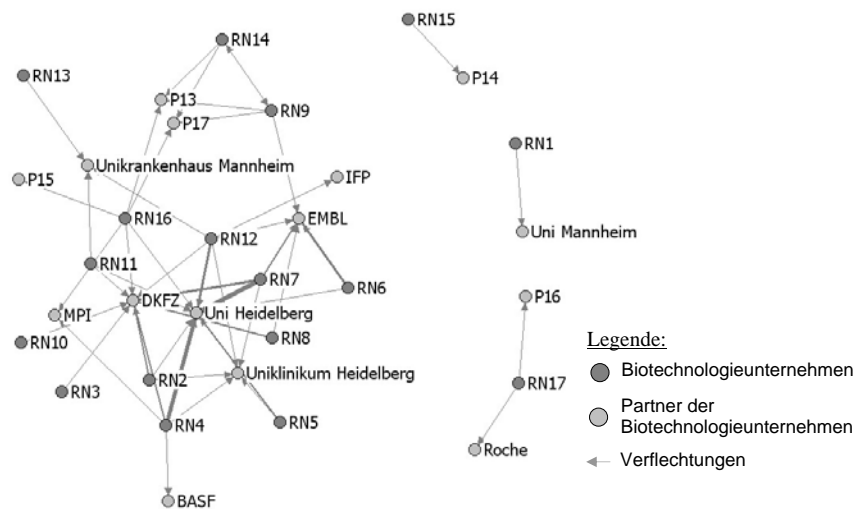 RN15
RN14
RN13
P14
P13
RN9
P17
RN1
Unikrankenhaus Mannheim
P15
IFP
RN16
EMBL
RN12
Uni Mannheim
RN11
RN7
RN6
DKFZ
P16
MPI
Uni Heidelberg
RN10
RN8
Legende:
Biotechnologieunternehmen
Uniklinikum Heidelberg
RN2
RN17
RN3
Partner der
Biotechnologieunternehmen
RN4
RN5
Roche
Verflechtungen
BASF